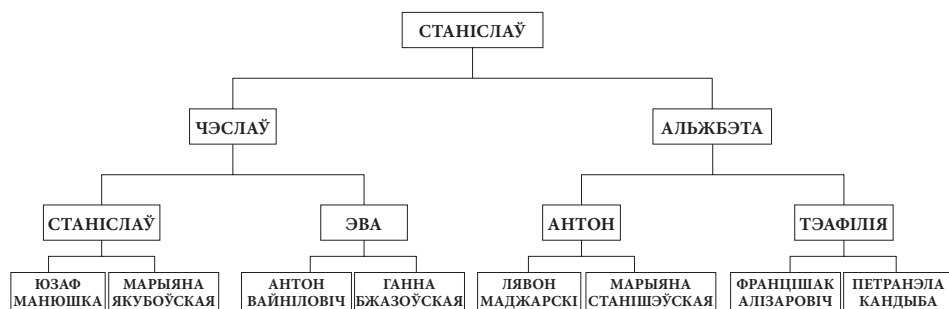 СТАНІСЛАЎ
ЧЭСЛАЎ
АЛЬЖБЭТА
СТАНІСЛАЎ
ЭВА
АНТОН
ТЭАФІЛІЯ
ЮЗАФ
МАНЮШКА
МАРЫЯНА
ЯКУБОЎСКАЯ
АНТОН
ВАЙНІЛОВІЧ
ГАННА
БЖАЗОЎСКАЯ
ЛЯВОН
МАДЖАРСКІ
МАРЫЯНА
СТАНІШЭЎСКАЯ
ФРАНЦІШАК
АЛІЗАРОВІЧ
ПЕТРАНЭЛА
КАНДЫБА